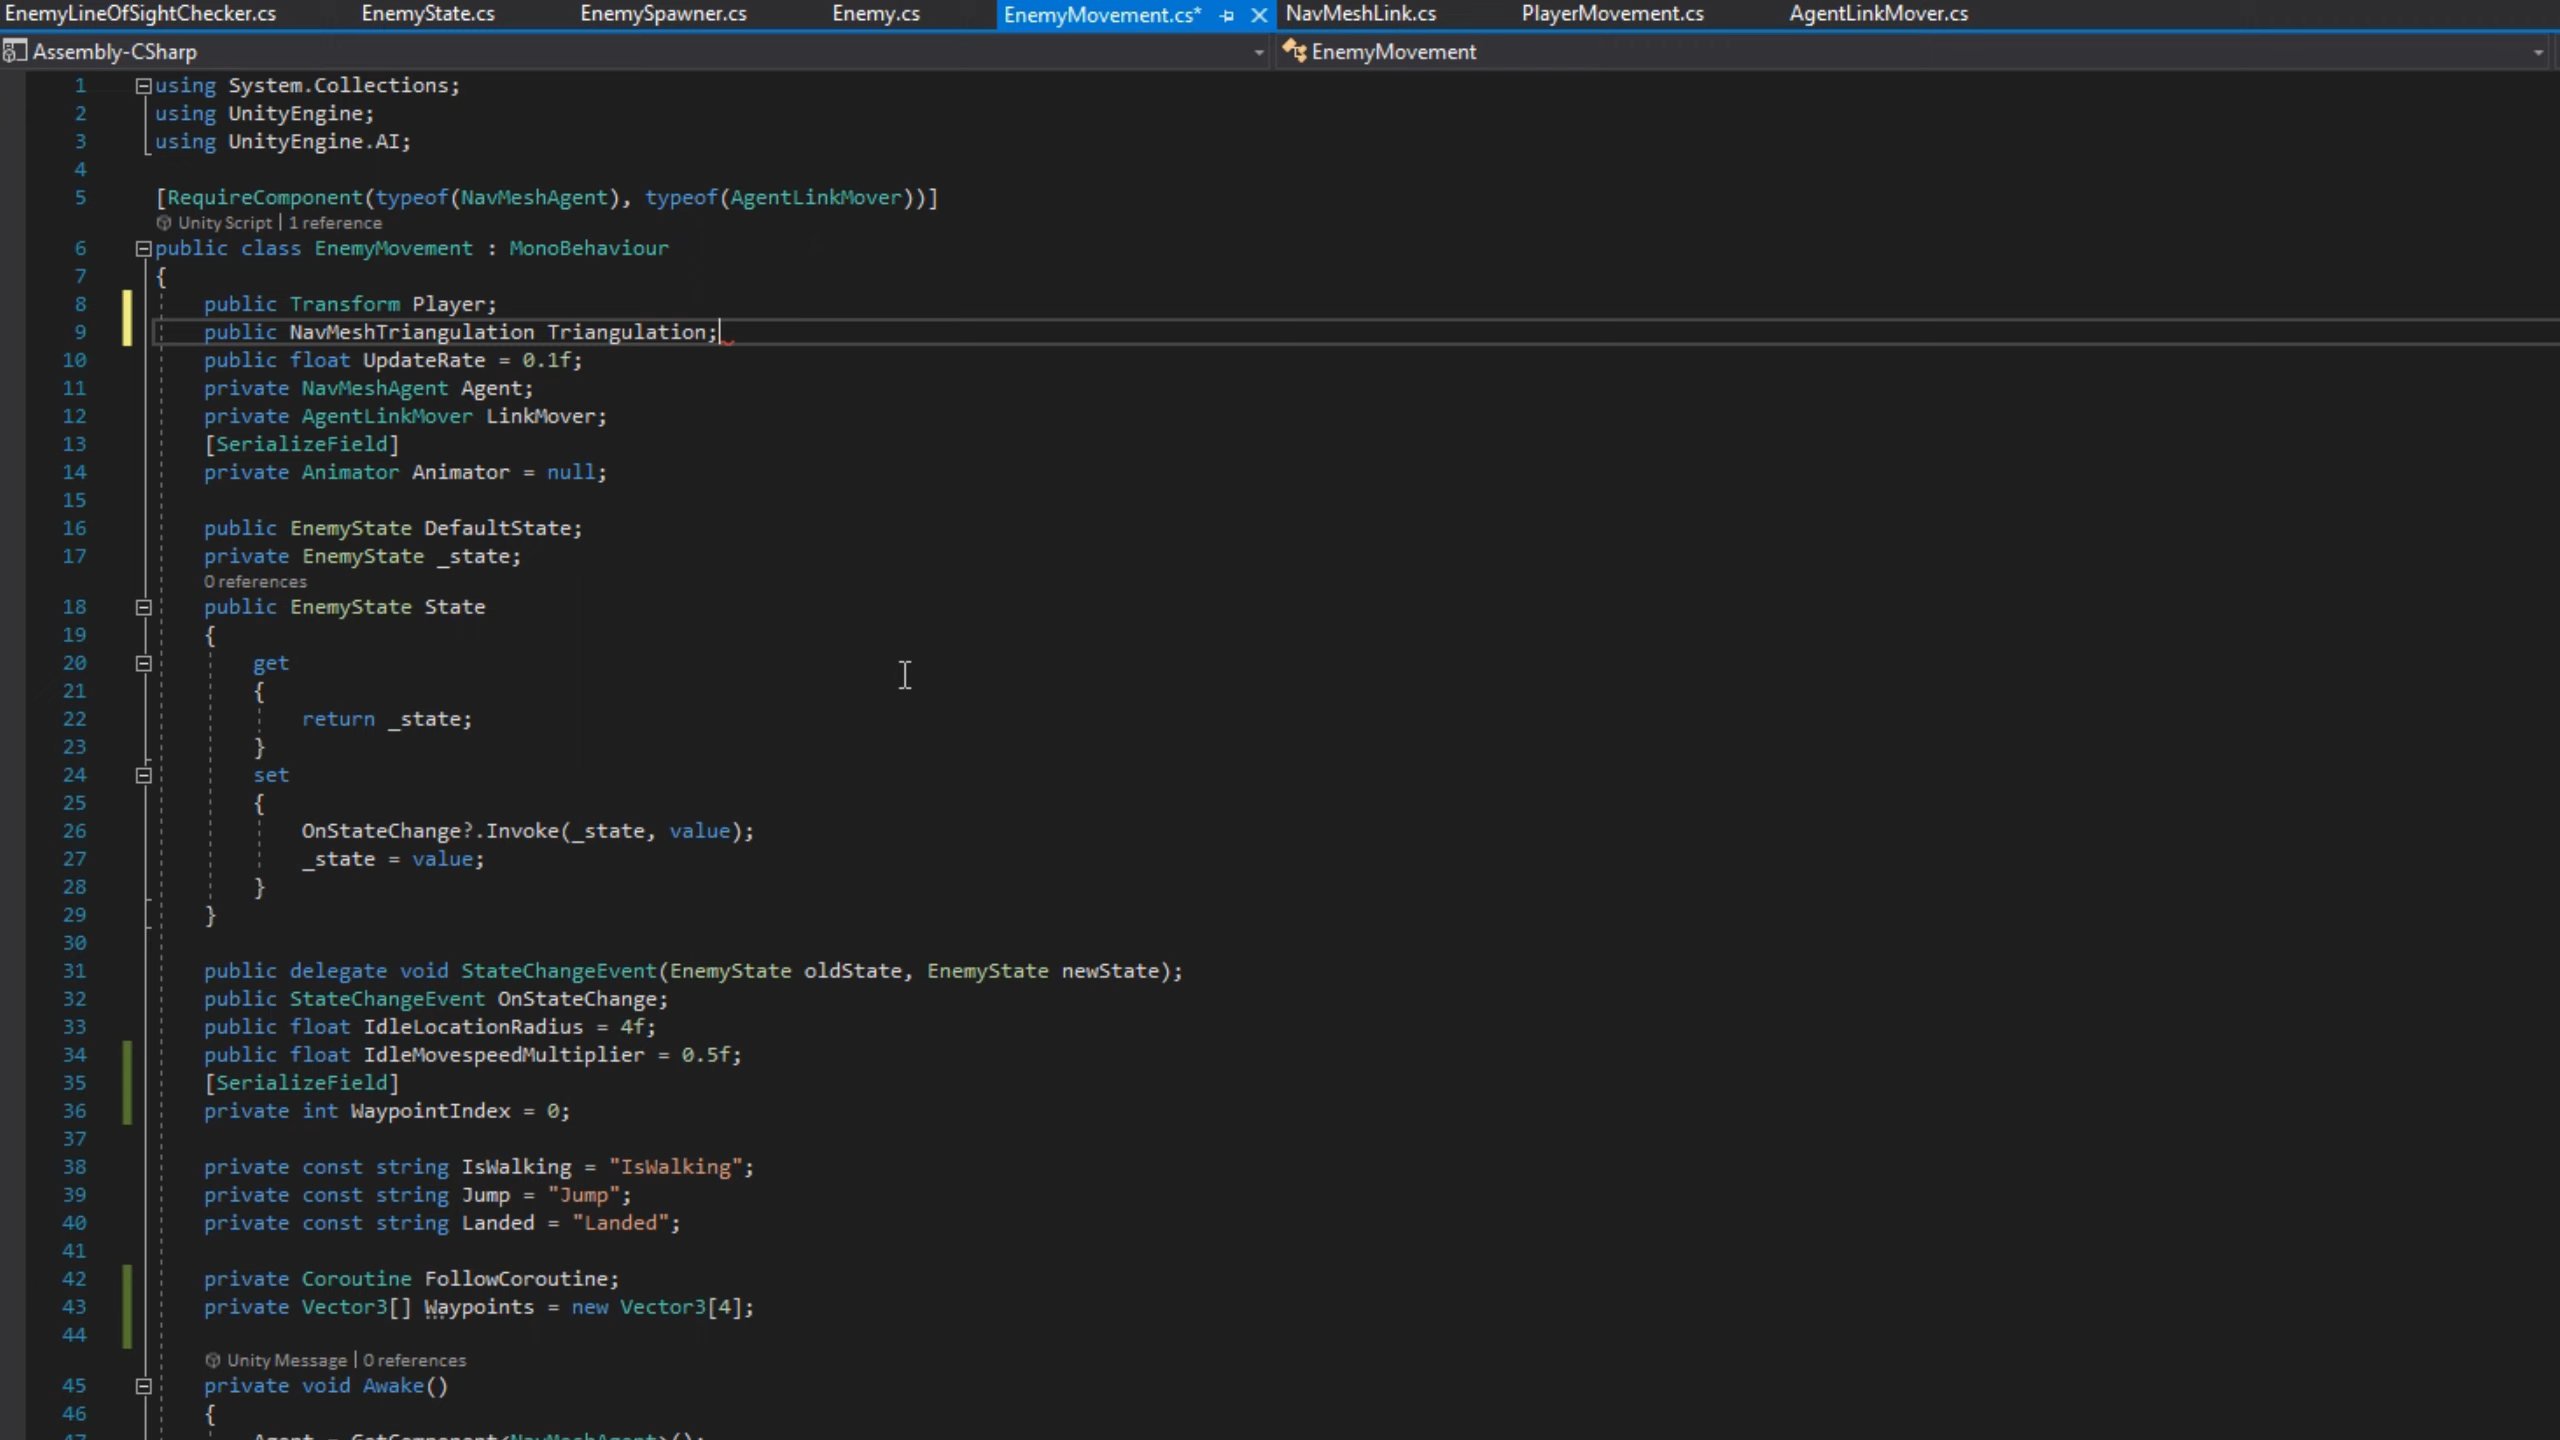 EnemyLineOfSightChecker.cs EnemyState.cs EnemySpawner.cs Enemy.cs EnemyMovement.cs* NavMeshLink.cs PlayerMovement.cs AgentLinkMover.cs
Assembly-CSharp EnemyMovement
1 using System.Collections;
2 using UnityEngine;
3 using UnityEngine.AI;
4
5 [RequireComponent(typeof(NavMeshAgent), typeof(AgentLinkMover))]
Unity Script | 1 reference
6 public class EnemyMovement : MonoBehaviour
7 {
8 public Transform Player;
9 public NavMeshTriangulation Triangulation;
10 public float UpdateRate = 0.1f;
11 private NavMeshAgent Agent;
12 private AgentLinkMover LinkMover;
13 [SerializeField]
14 private Animator Animator = null;
15
16 public EnemyState DefaultState;
17 private EnemyState _state;
0 references
18 public EnemyState State
19 {
20 get
21 {
22 return _state;
23 }
24 set
25 {
26 OnStateChange?.Invoke(_state, value);
27 _state = value;
28 }
29 }
30
31 public delegate void StateChangeEvent(EnemyState oldState, EnemyState newState);
32 public StateChangeEvent OnStateChange;
33 public float IdleLocationRadius = 4f;
34 public float IdleMovespeedMultiplier = 0.5f;
35 [SerializeField]
36 private int WaypointIndex = 0;
37
38 private const string IsWalking = "IsWalking";
39 private const string Jump = "Jump";
40 private const string Landed = "Landed";
41
42 private Coroutine FollowCoroutine;
43 private Vector3[] Waypoints = new Vector3[4];
44
Unity Message | 0 references
45 private void Awake()
46 {
47 Agent = GetComponent<NavMeshAgent>();